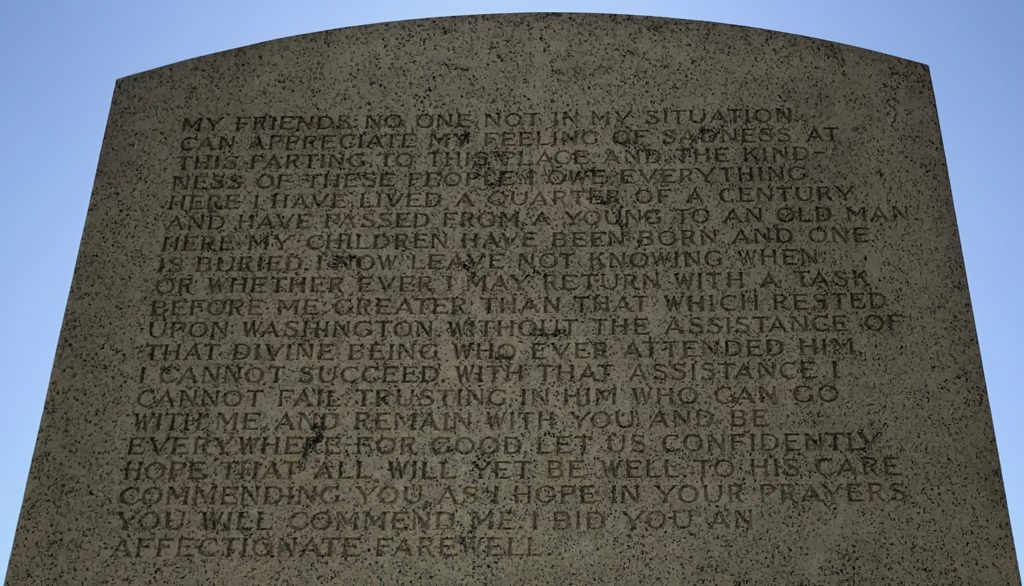 MY FRIENDS NO ONE NOT IN MY SITUATION
CAN APPRECIATE MY FEELING OF SADNESS AT
THIS PARTING TO THIS PLACE AND THE KIND-
NESS OF THESE PEOPLE I OWE EVERYTHING
HERE I HAVE LIVED A QUARTER OF A CENTURY
AND HAVE PASSED FROM A YOUNG TO AN OLD MAN
HERE MY CHILDREN HAVE BEEN BORN AND ONE
IS BURIED. I NOW LEAVE NOT KNOWING WHEN
OR WHETHER EVER I MAY RETURN WITH A TASK
BEFORE ME GREATER THAN THAT WHICH RESTED
UPON WASHINGTON WITHOUT THE ASSISTANCE OF
THAT DIVINE BEING WHO EVER ATTENDED HIM
I CANNOT SUCCEED WITH THAT ASSISTANCE I
CANNOT FAIL TRUSTING IN HIM WHO CAN GO
WITH ME AND REMAIN WITH YOU AND BE
EVERYWHERE FOR GOOD LET US CONFIDENTLY
HOPE THAT ALL WILL YET BE WELL TO HIS CARE
COMMENDING YOU AS I HOPE IN YOUR PRAYERS
YOU WILL COMMEND ME I BID YOU AN
AFFECTIONATE FAREWELL